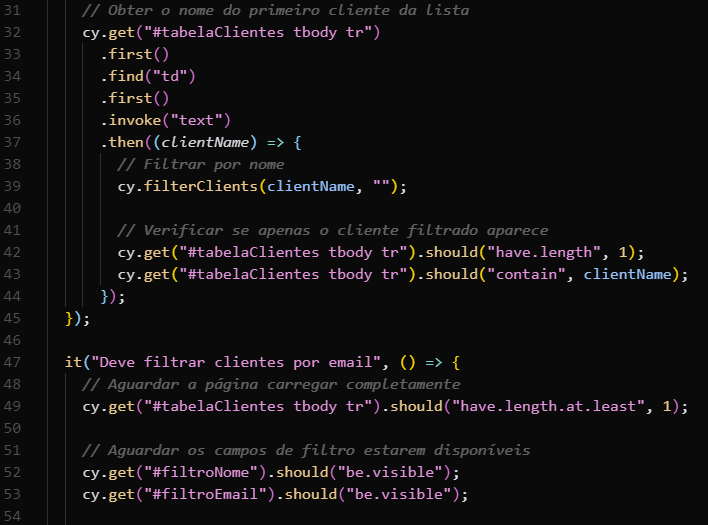 31 // Obter o nome do primeiro cliente da lista
32 cy.get("#tabelaClientes tbody tr")
33 .first()
34 .find("td")
35 .first()
36 .invoke("text")
37 .then((clientName) => {
38 // Filtrar por nome
39 cy.filterClients(clientName, "");
40
41 // Verificar se apenas o cliente filtrado aparece
42 cy.get("#tabelaClientes tbody tr").should("have.length", 1);
43 cy.get("#tabelaClientes tbody tr").should("contain", clientName);
44 });
45 });
46
47 it("Deve filtrar clientes por email", () => {
48 // Aguardar a página carregar completamente
49 cy.get("#tabelaClientes tbody tr").should("have.length.at.least", 1);
50
51 // Aguardar os campos de filtro estarem disponíveis
52 cy.get("#filtroNome").should("be.visible");
53 cy.get("#filtroEmail").should("be.visible");
54